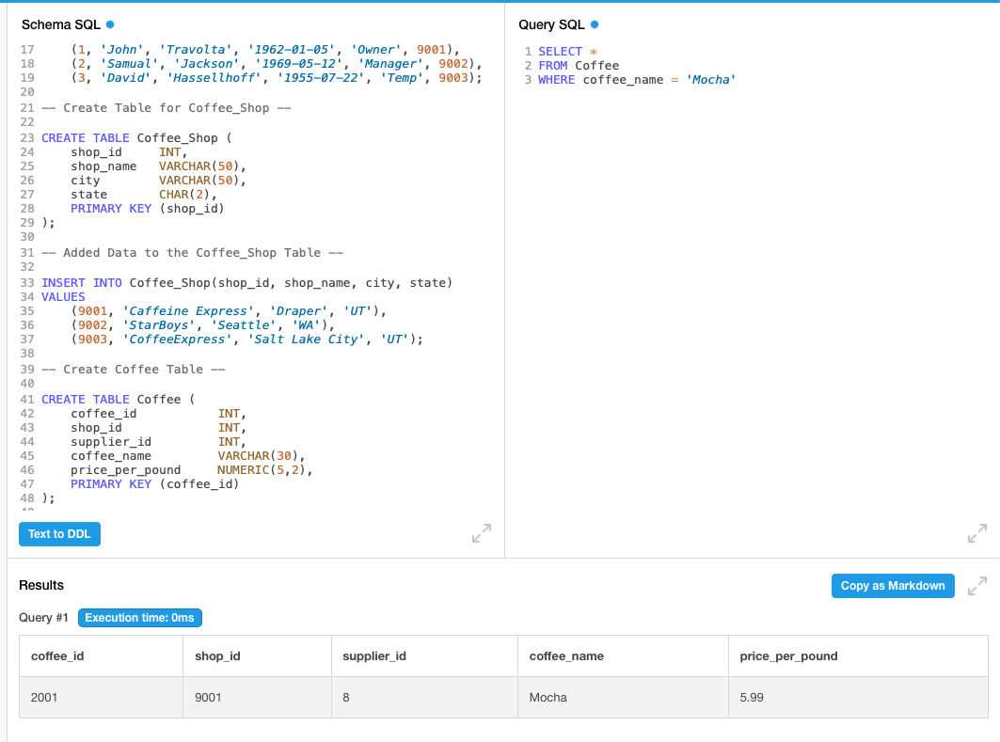 Schema SQL
17     (1, 'John', 'Travolta', '1962-01-05', 'Owner', 9001),
18     (2, 'Samual', 'Jackson', '1969-05-12', 'Manager', 9002),
19     (3, 'David', 'Hassellhoff', '1955-07-22', 'Temp', 9003);
20
21 -- Create Table for Coffee_Shop --
22
23 CREATE TABLE Coffee_Shop (
24     shop_id     INT,
25     shop_name   VARCHAR(50),
26     city        VARCHAR(50),
27     state       CHAR(2),
28     PRIMARY KEY (shop_id)
29 );
30
31 -- Added Data to the Coffee_Shop Table --
32
33 INSERT INTO Coffee_Shop(shop_id, shop_name, city, state)
34 VALUES
35     (9001, 'Caffeine Express', 'Draper', 'UT'),
36     (9002, 'StarBoys', 'Seattle', 'WA'),
37     (9003, 'CoffeeExpress', 'Salt Lake City', 'UT');
38
39 -- Create Coffee Table --
40
41 CREATE TABLE Coffee (
42     coffee_id           INT,
43     shop_id             INT,
44     supplier_id         INT,
45     coffee_name         VARCHAR(30),
46     price_per_pound     NUMERIC(5,2),
47     PRIMARY KEY (coffee_id)
48 );
Text to DDL
Query SQL
1 SELECT *
2 FROM Coffee
3 WHERE coffee_name = 'Mocha'
Results
Copy as Markdown
Query #1 Execution time: 0ms
coffee_id shop_id supplier_id coffee_name price_per_pound
2001 9001 8 Mocha 5.99